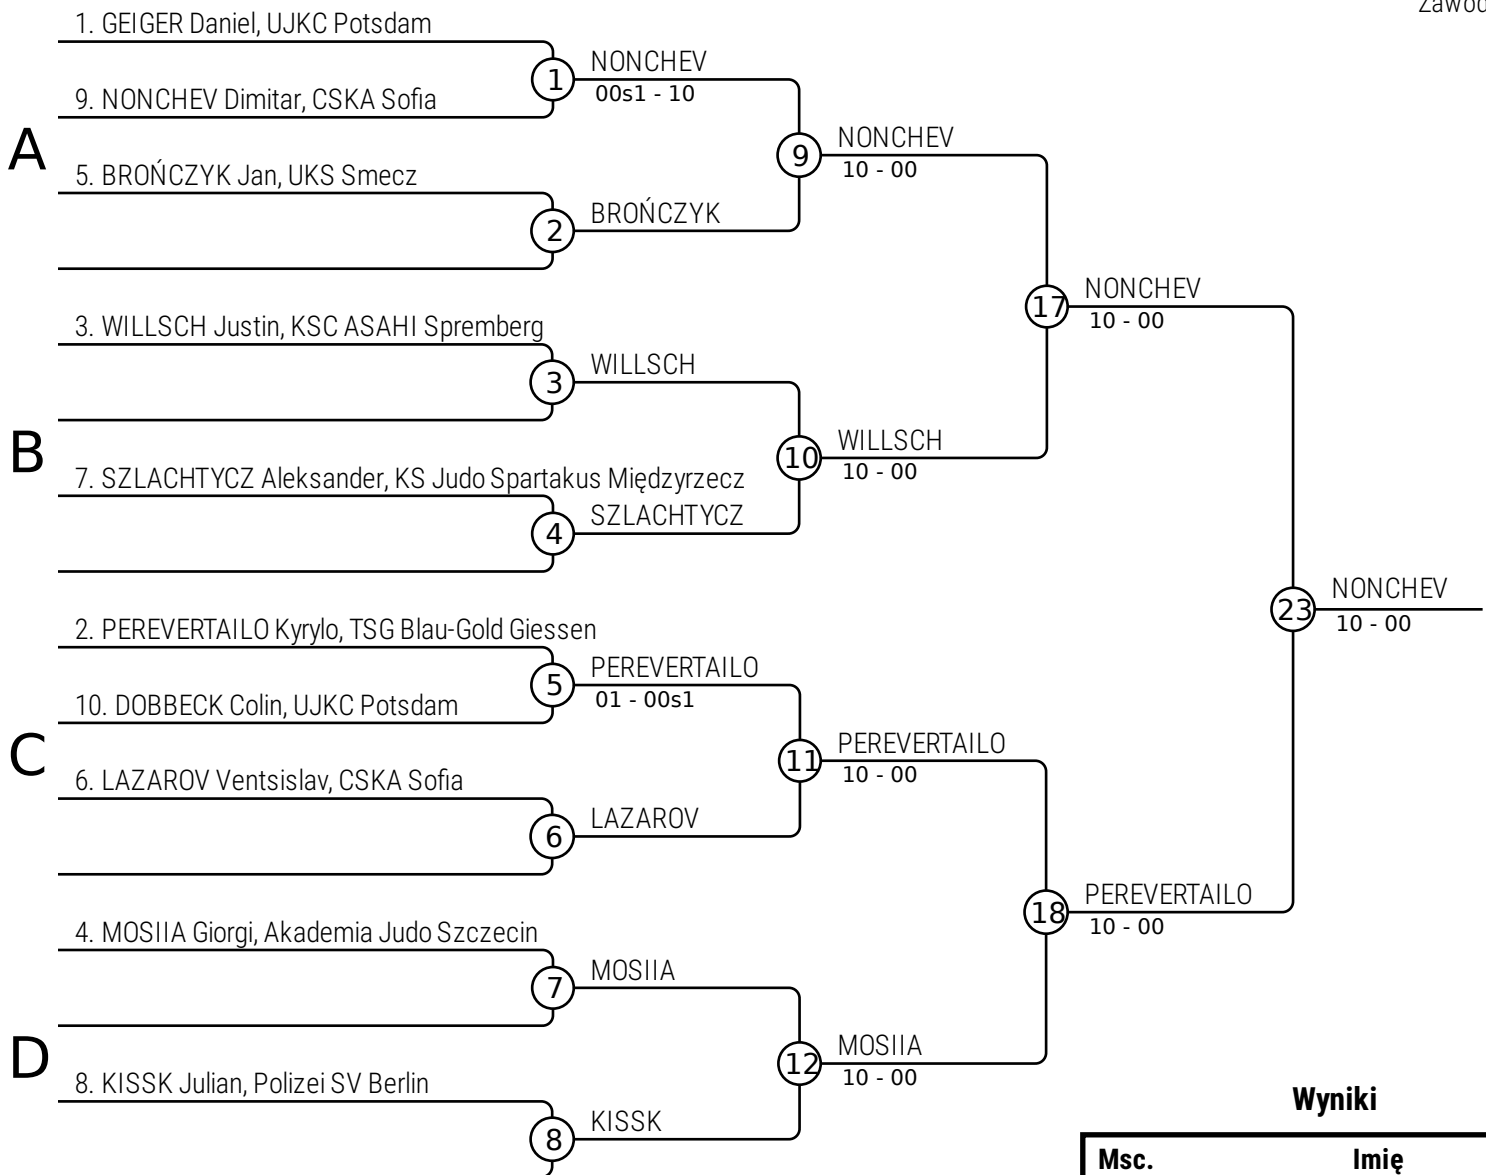 Zawod
1. GEIGER Daniel, UJKC Potsdam
1
NONCHEV
00s1 - 10
9. NONCHEV Dimitar, CSKA Sofia
A
9
NONCHEV
10 - 00
5. BROŃCZYK Jan, UKS Smecz
2
BROŃCZYK
17
NONCHEV
10 - 00
3. WILLSCH Justin, KSC ASAHI Spremberg
3
WILLSCH
B
10
WILLSCH
10 - 00
7. SZLACHTYCZ Aleksander, KS Judo Spartakus Międzyrzecz
4
SZLACHTYCZ
23
NONCHEV
10 - 00
2. PEREVERTAILO Kyrylo, TSG Blau-Gold Giessen
5
PEREVERTAILO
01 - 00s1
10. DOBBECK Colin, UJKC Potsdam
C
11
PEREVERTAILO
10 - 00
6. LAZAROV Ventsislav, CSKA Sofia
6
LAZAROV
18
PEREVERTAILO
10 - 00
4. MOSIIA Giorgi, Akademia Judo Szczecin
7
MOSIIA
D
12
MOSIIA
10 - 00
8. KISSK Julian, Polizei SV Berlin
8
KISSK
Wyniki
Msc. Imię